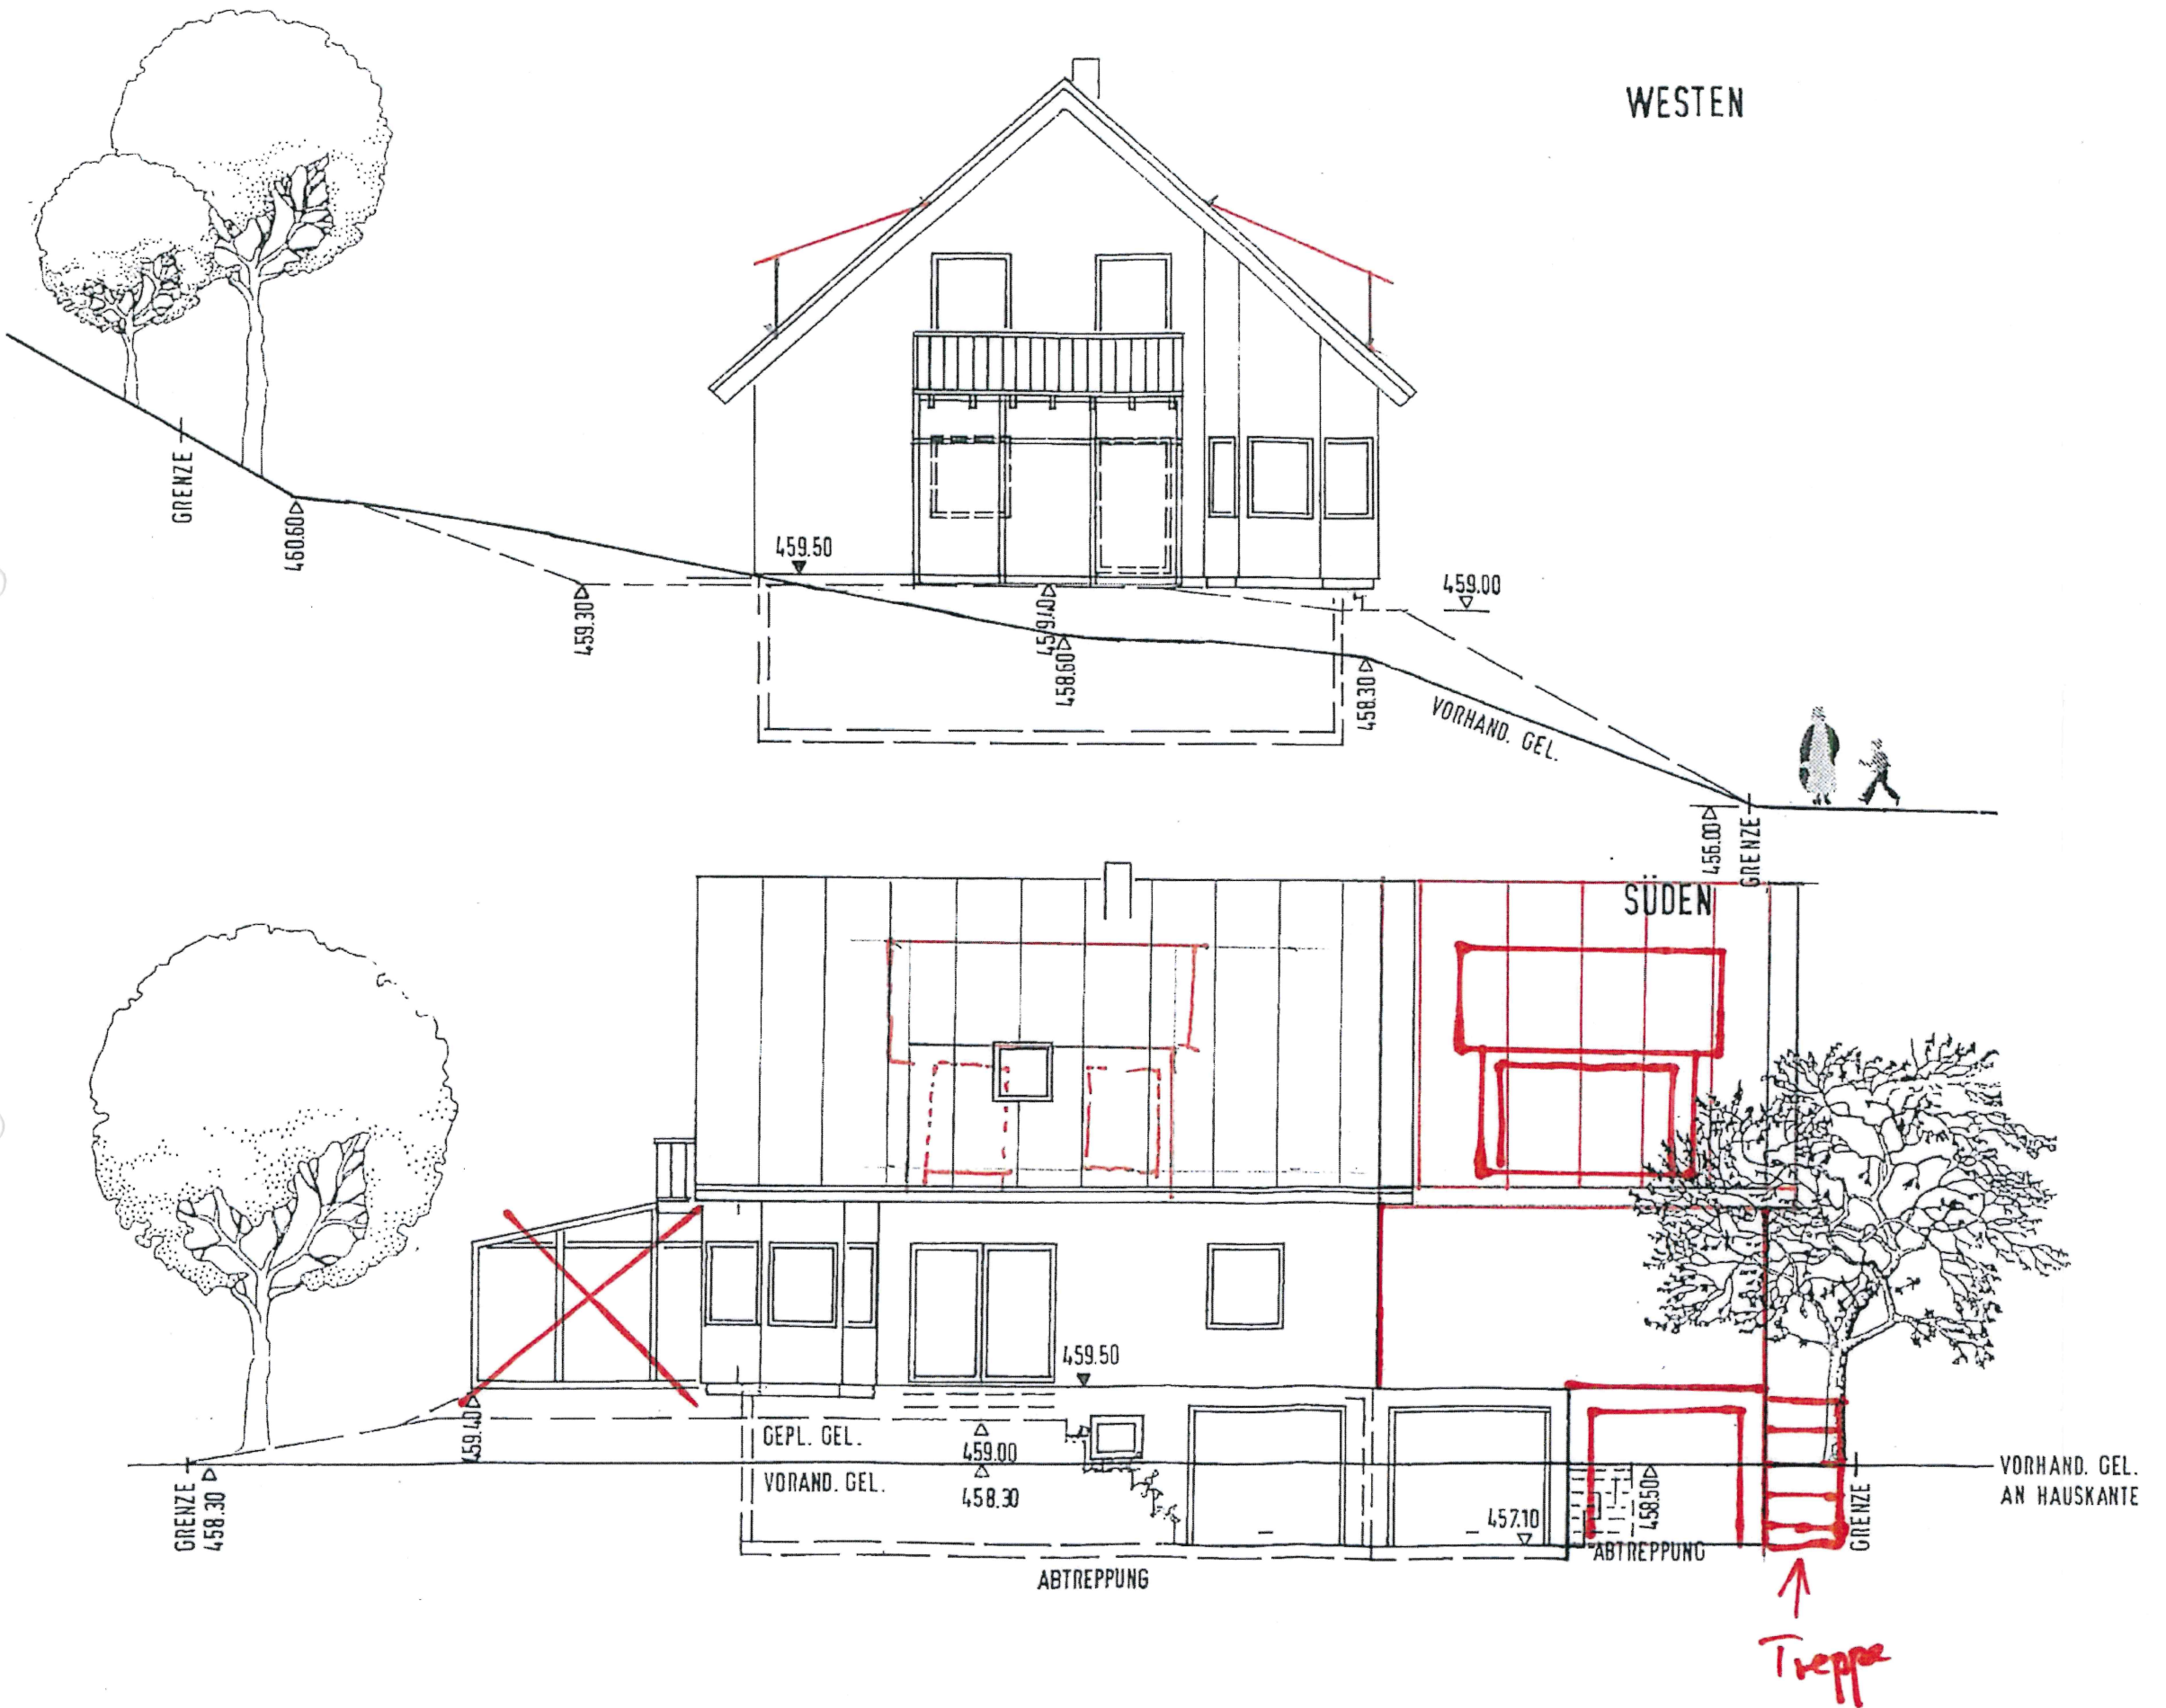 WESTEN
GRENZE
460.60
459.50
459.30
459.40
458.60
459.00
458.30
VORHAND. GEL.
456.00
GRENZE
SÜDEN
459.50
459.40
GEPL. GEL.
459.00
VORAND. GEL.
458.30
GRENZE
458.30
457.10
458.50
ABTREPPUNG
ABTREPPUNG
GRENZE
VORHAND. GEL.
AN HAUSKANTE
Treppe